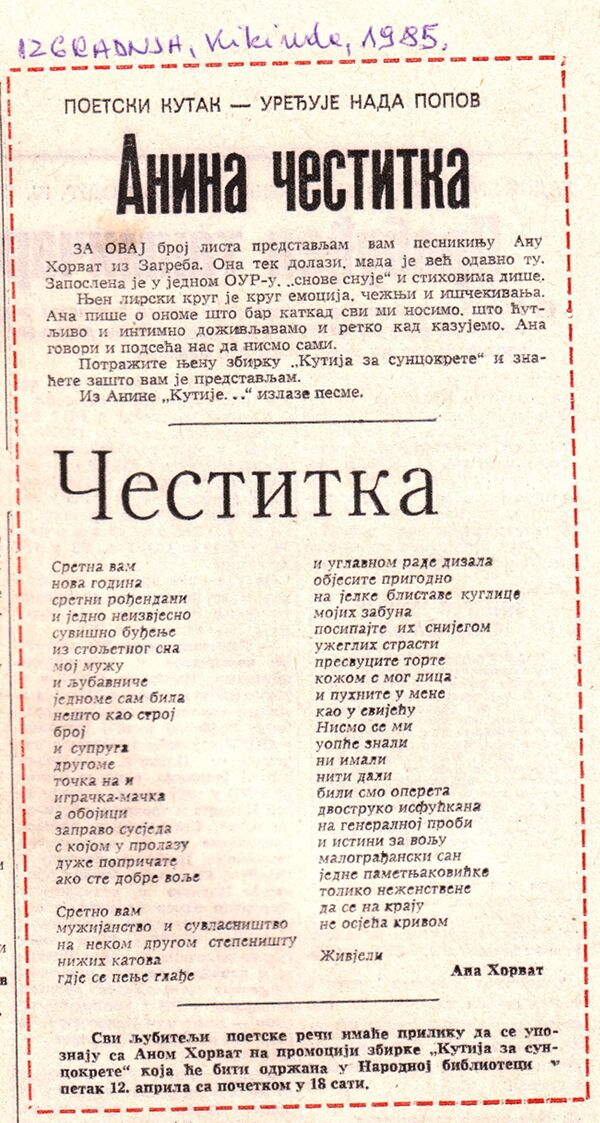 IZGRADNJA, Kikinda, 1985.
ПОЕТСКИ КУТАК — УРЕЂУЈЕ НАДА ПОПОВ
Анина честитка
ЗА ОВАЈ број листа представљам вам песникињу Ану
Хорват из Загреба. Она тек долази, мада је већ одавно ту.
Запослена је у једном ОУР-у, „снове снује“ и стиховима дише.
Њен лирски круг је круг емоција, чежњи и ишчекивања.
Ана пише о ономе што бар каткад сви ми носимо, што ћут-
љиво и интимно доживљавамо и ретко кад казујемо. Ана
говори и подсећа нас да нисмо сами.
Потражите њену збирку „Кутија за сунцокрете“ и зна-
ћете зашто вам је представљам.
Из Анине „Кутије...“ излазе песме.
Честитка
Сретна вам
нова година
сретни рођендани
и једно неизвјесно
сувишно буђење
из стољетног сна
мој мужу
и љубавниче
једноме сам била
нешто као строј
број
и супруга
другоме
точка на и
играчка-мачка
а обојици
заправо сусједа
с којом у пролазу
дуже попричате
ако сте добре воље
Сретно вам
мужијанство и сувласништво
на неком другом степеништу
нижих катова
гдје се пење глађе
и углавном раде дизала
објесите пригодно
на јелке блиставе куглице
мојих забуна
посипајте их снијегом
ужеглих страсти
пресвуците торте
кожом с мог лица
и пухните у мене
као у свијећу
Нисмо се ми
уопће знали
ни имали
нити дали
били смо оперета
двоструко исфућкана
на генералној проби
и истини за вољу
малограђански сан
једне паметњаковићке
толико неженствене
да се на крају
не осјећа кривом
Живјели
Ана Хорват
Сви љубитељи поетске речи имаће прилику да се упо-
знају са Аном Хорват на промоцији збирке „Кутија за сун-
цокрете“ која ће бити одржана у Народној библиотеци у
петак 12. априла са почетком у 18 сати.